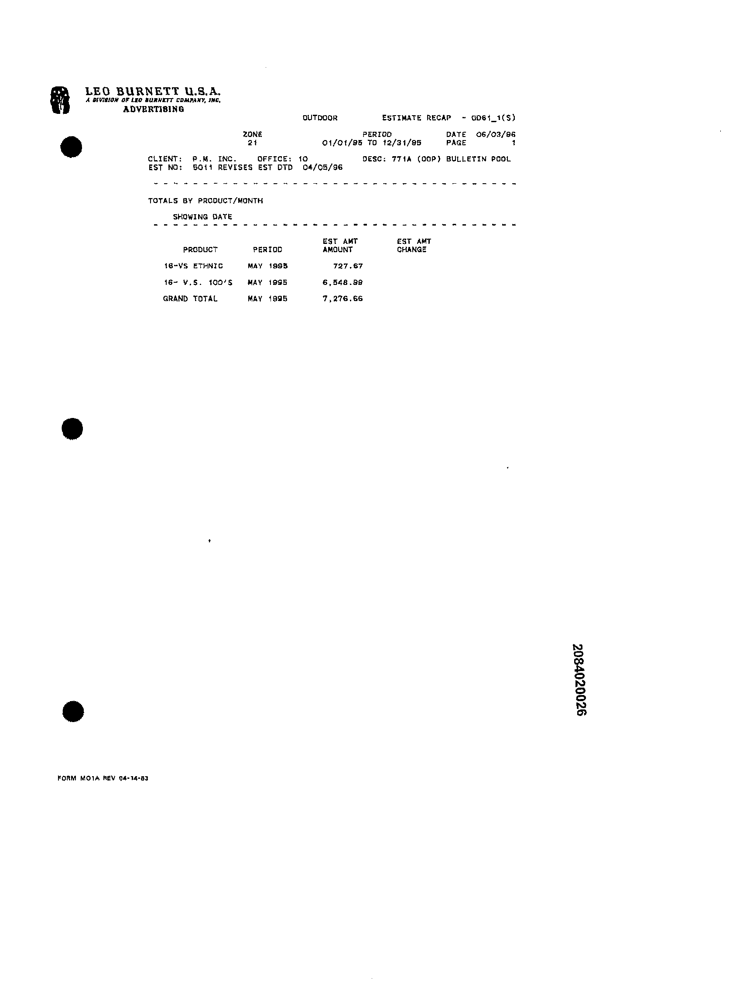 LEO BURNETT U.S.A.
A DIVISION OF LEO BURNETT COMPANY, INC.
ADVERTISING
OUTDOOR ESTIMATE RECAP - OD61_1(S)
ZONE PERIOD DATE 06/03/96
21 01/01/95 TO 12/31/95 PAGE 1
CLIENT: P.M. INC. OFFICE: 10 DESC: 771A (OOP) BULLETIN POOL
EST NO: 5011 REVISES EST DTD 04/05/96
TOTALS BY PRODUCT/MONTH
SHOWING DATE
EST AMT EST AMT
PRODUCT PERIOD AMOUNT CHANGE
16-VS ETHNIC MAY 1995 727.67
16- V.S. 100'S MAY 1995 6,548.99
GRAND TOTAL MAY 1995 7,276.66
2084020026
FORM MO1A REV 04-14-83